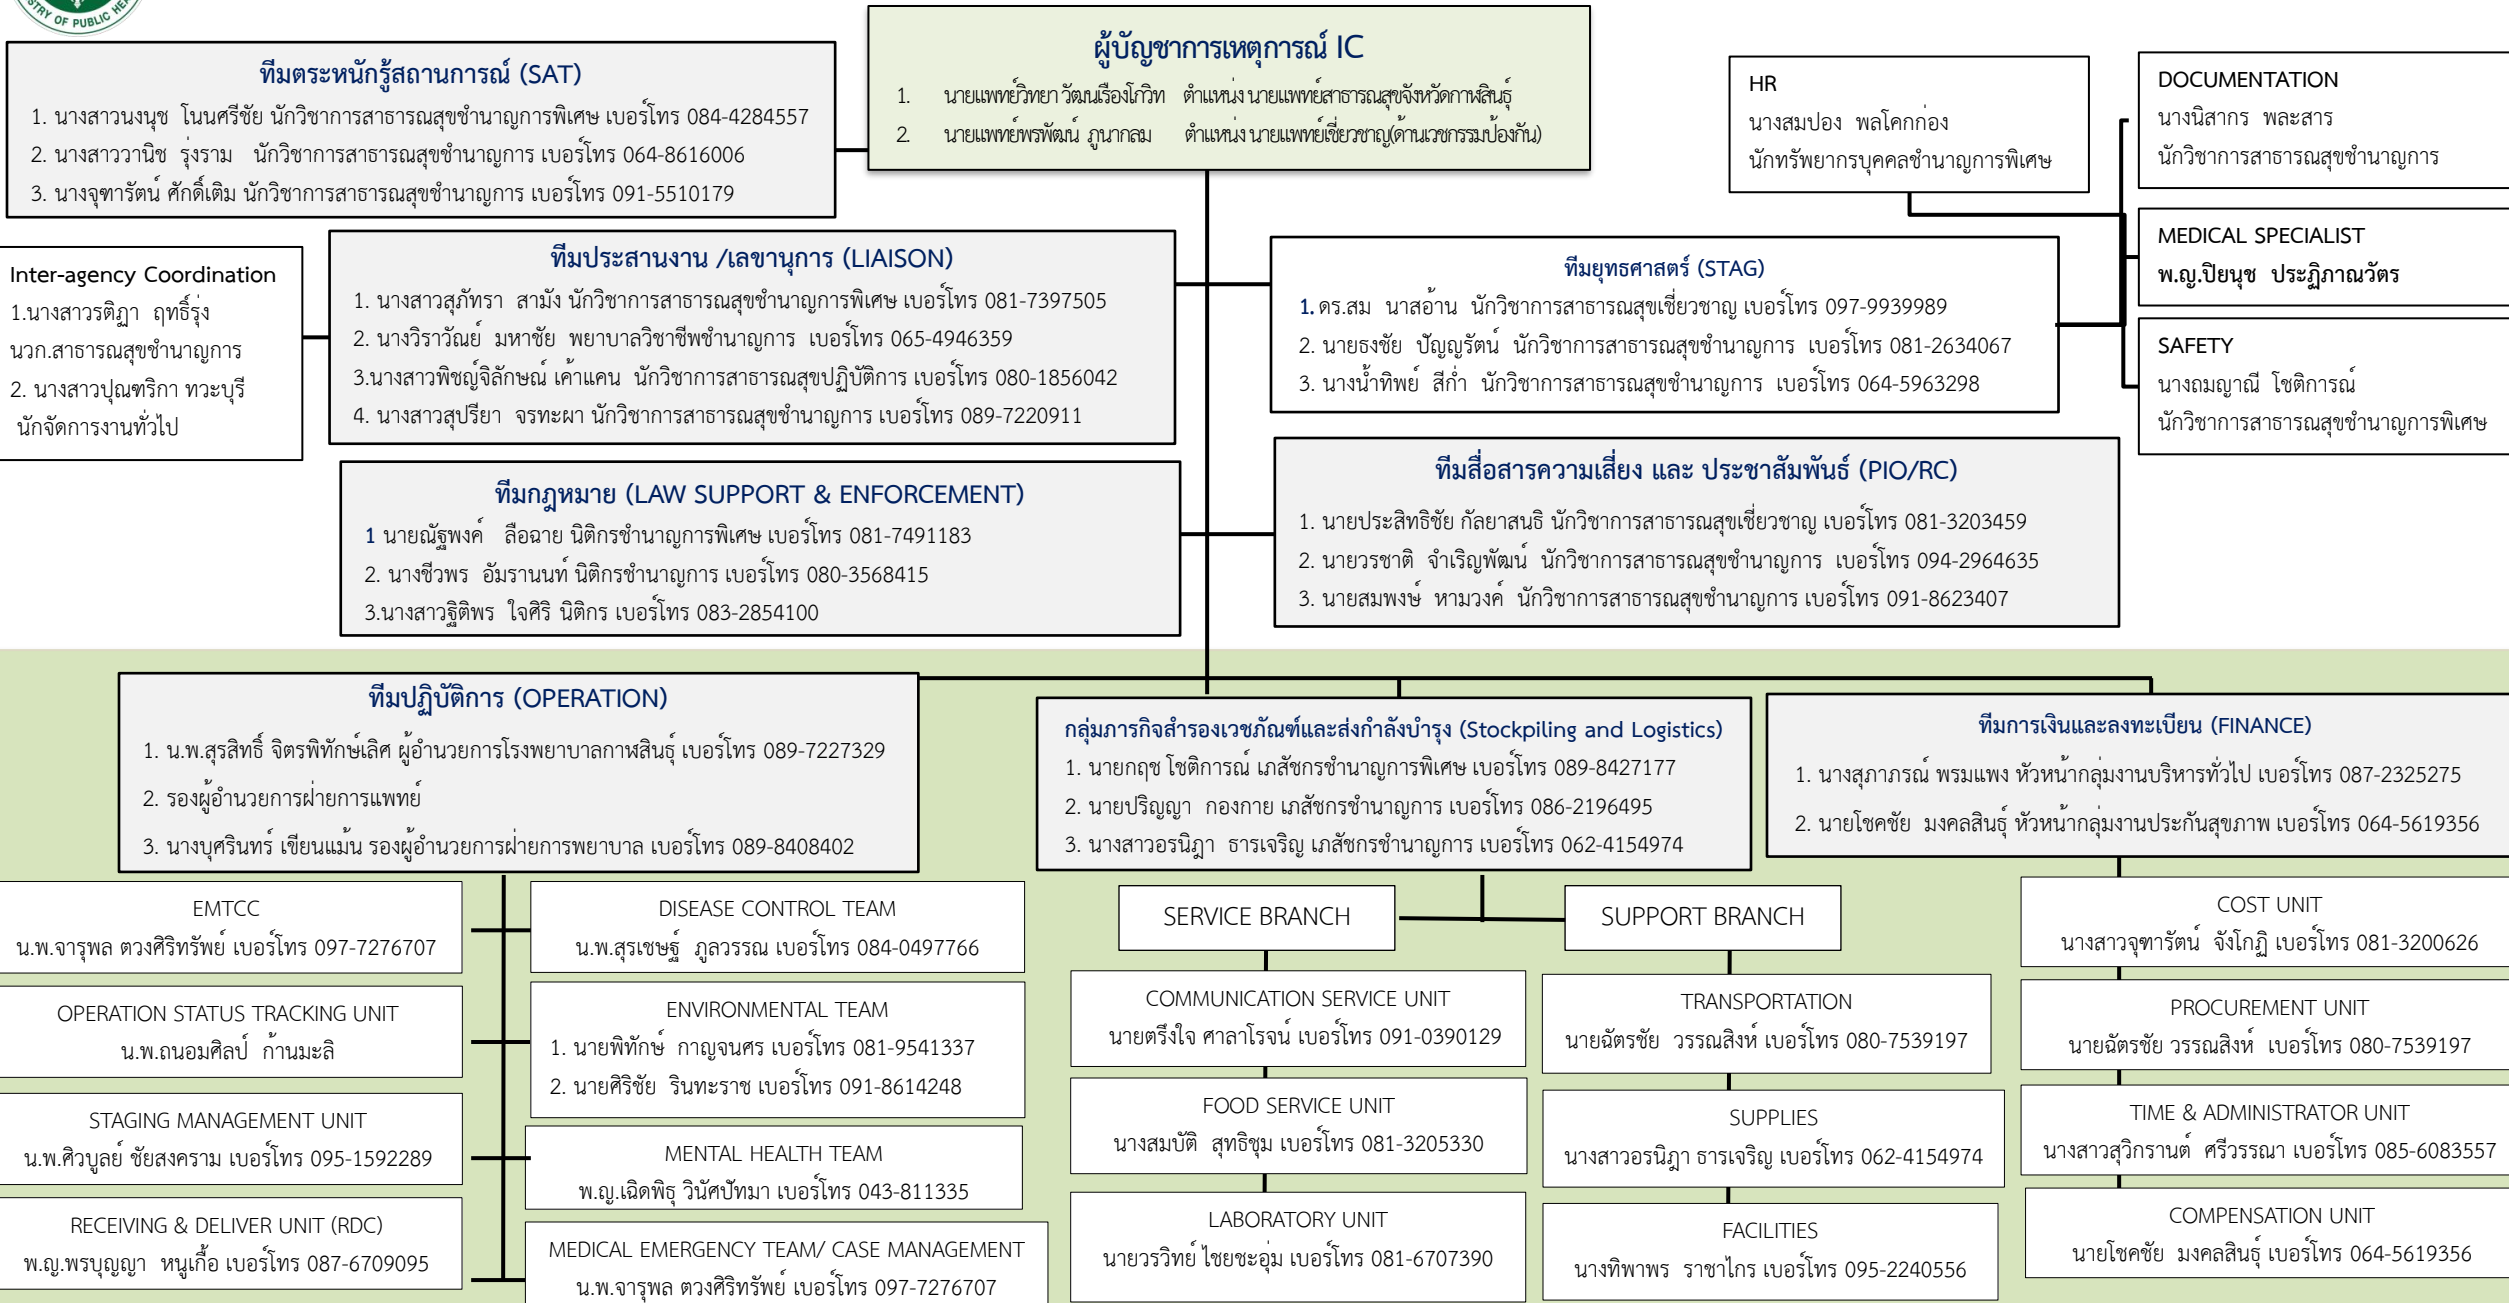 MINISTRY OF PUBLIC HEALTH
ผู้บัญชาการเหตุการณ์ IC
1. นายแพทย์วิทยา วัฒนเรืองโกวิท ตำแหน่ง นายแพทย์สาธารณสุขจังหวัดกาฬสินธุ์
2. นายแพทย์พรพัฒน์ ภูนากลม ตำแหน่ง นายแพทย์เชี่ยวชาญ(ด้านเวชกรรมป้องกัน)
ทีมตระหนักรู้สถานการณ์ (SAT)
1. นางสาวนงนุช โนนศรีชัย นักวิชาการสาธารณสุขชำนาญการพิเศษ เบอร์โทร 084-4284557
2. นางสาววานิช รุ่งราม นักวิชาการสาธารณสุขชำนาญการ เบอร์โทร 064-8616006
3. นางจุฑารัตน์ ศักดิ์เติม นักวิชาการสาธารณสุขชำนาญการ เบอร์โทร 091-5510179
HR
นางสมปอง พลโคกก่อง
นักทรัพยากรบุคคลชำนาญการพิเศษ
DOCUMENTATION
นางนิสากร พละสาร
นักวิชาการสาธารณสุขชำนาญการ
MEDICAL SPECIALIST
พ.ญ.ปิยนุช ประฏิภาณวัตร
SAFETY
นางถมญาณี โชติการณ์
นักวิชาการสาธารณสุขชำนาญการพิเศษ
Inter-agency Coordination
1.นางสาวรติฏา ฤทธิ์รุ่ง
นวก.สาธารณสุขชำนาญการ
2. นางสาวปุณฑริกา ทวะบุรี
นักจัดการงานทั่วไป
ทีมประสานงาน /เลขานุการ (LIAISON)
1. นางสาวสุภัทรา สามัง นักวิชาการสาธารณสุขชำนาญการพิเศษ เบอร์โทร 081-7397505
2. นางวิราวัณย์ มหาชัย พยาบาลวิชาชีพชำนาญการ เบอร์โทร 065-4946359
3.นางสาวพิชญ์จิลักษณ์ เค้าแคน นักวิชาการสาธารณสุขปฏิบัติการ เบอร์โทร 080-1856042
4. นางสาวสุปรียา จรทะผา นักวิชาการสาธารณสุขชำนาญการ เบอร์โทร 089-7220911
ทีมยุทธศาสตร์ (STAG)
1. ดร.สม นาสอ้าน นักวิชาการสาธารณสุขเชี่ยวชาญ เบอร์โทร 097-9939989
2. นายธงชัย ปัญญรัตน์ นักวิชาการสาธารณสุขชำนาญการ เบอร์โทร 081-2634067
3. นางน้ำทิพย์ สีก่ำ นักวิชาการสาธารณสุขชำนาญการ เบอร์โทร 064-5963298
ทีมกฎหมาย (LAW SUPPORT & ENFORCEMENT)
1 นายณัฐพงค์ ลือฉาย นิติกรชำนาญการพิเศษ เบอร์โทร 081-7491183
2. นางชีวพร อัมรานนท์ นิติกรชำนาญการ เบอร์โทร 080-3568415
3.นางสาวฐิติพร ใจศิริ นิติกร เบอร์โทร 083-2854100
ทีมสื่อสารความเสี่ยง และ ประชาสัมพันธ์ (PIO/RC)
1. นายประสิทธิชัย กัลยาสนธิ นักวิชาการสาธารณสุขเชี่ยวชาญ เบอร์โทร 081-3203459
2. นายวรชาติ จำเริญพัฒน์ นักวิชาการสาธารณสุขชำนาญการ เบอร์โทร 094-2964635
3. นายสมพงษ์ หามวงค์ นักวิชาการสาธารณสุขชำนาญการ เบอร์โทร 091-8623407
ทีมปฏิบัติการ (OPERATION)
1. น.พ.สุรสิทธิ์ จิตรพิทักษ์เลิศ ผู้อำนวยการโรงพยาบาลกาฬสินธุ์ เบอร์โทร 089-7227329
2. รองผู้อำนวยการฝ่ายการแพทย์
3. นางบุศรินทร์ เขียนแม้น รองผู้อำนวยการฝ่ายการพยาบาล เบอร์โทร 089-8408402
กลุ่มภารกิจสำรองเวชภัณฑ์และส่งกำลังบำรุง (Stockpiling and Logistics)
1. นายกฤช โชติการณ์ เภสัชกรชำนาญการพิเศษ เบอร์โทร 089-8427177
2. นายปริญญา กองกาย เภสัชกรชำนาญการ เบอร์โทร 086-2196495
3. นางสาวอรนิฎา ธารเจริญ เภสัชกรชำนาญการ เบอร์โทร 062-4154974
ทีมการเงินและลงทะเบียน (FINANCE)
1. นางสุภาภรณ์ พรมแพง หัวหน้ากลุ่มงานบริหารทั่วไป เบอร์โทร 087-2325275
2. นายโชคชัย มงคลสินธุ์ หัวหน้ากลุ่มงานประกันสุขภาพ เบอร์โทร 064-5619356
EMTCC
น.พ.จารุพล ตวงศิริทรัพย์ เบอร์โทร 097-7276707
OPERATION STATUS TRACKING UNIT
น.พ.ถนอมศิลป์ ก้านมะลิ
STAGING MANAGEMENT UNIT
น.พ.ศิวบูลย์ ชัยสงคราม เบอร์โทร 095-1592289
RECEIVING & DELIVER UNIT (RDC)
พ.ญ.พรบุญญา หนูเกื้อ เบอร์โทร 087-6709095
DISEASE CONTROL TEAM
น.พ.สุรเชษฐ์ ภูลวรรณ เบอร์โทร 084-0497766
ENVIRONMENTAL TEAM
1. นายพิทักษ์ กาญจนศร เบอร์โทร 081-9541337
2. นายศิริชัย รินทะราช เบอร์โทร 091-8614248
MENTAL HEALTH TEAM
พ.ญ.เฉิดพิธุ วินัศปัทมา เบอร์โทร 043-811335
MEDICAL EMERGENCY TEAM/ CASE MANAGEMENT
น.พ.จารุพล ตวงศิริทรัพย์ เบอร์โทร 097-7276707
SERVICE BRANCH
COMMUNICATION SERVICE UNIT
นายตรึงใจ ศาลาโรจน์ เบอร์โทร 091-0390129
FOOD SERVICE UNIT
นางสมบัติ สุทธิชุม เบอร์โทร 081-3205330
LABORATORY UNIT
นายวรวิทย์ ไชยชะอุ่ม เบอร์โทร 081-6707390
SUPPORT BRANCH
TRANSPORTATION
นายฉัตรชัย วรรณสิงห์ เบอร์โทร 080-7539197
SUPPLIES
นางสาวอรนิฎา ธารเจริญ เบอร์โทร 062-4154974
FACILITIES
นางทิพาพร ราชาไกร เบอร์โทร 095-2240556
COST UNIT
นางสาวจุฑารัตน์ จังโกฏิ เบอร์โทร 081-3200626
PROCUREMENT UNIT
นายฉัตรชัย วรรณสิงห์ เบอร์โทร 080-7539197
TIME & ADMINISTRATOR UNIT
นางสาวสุวิกรานต์ ศรีวรรณา เบอร์โทร 085-6083557
COMPENSATION UNIT
นายโชคชัย มงคลสินธุ์ เบอร์โทร 064-5619356